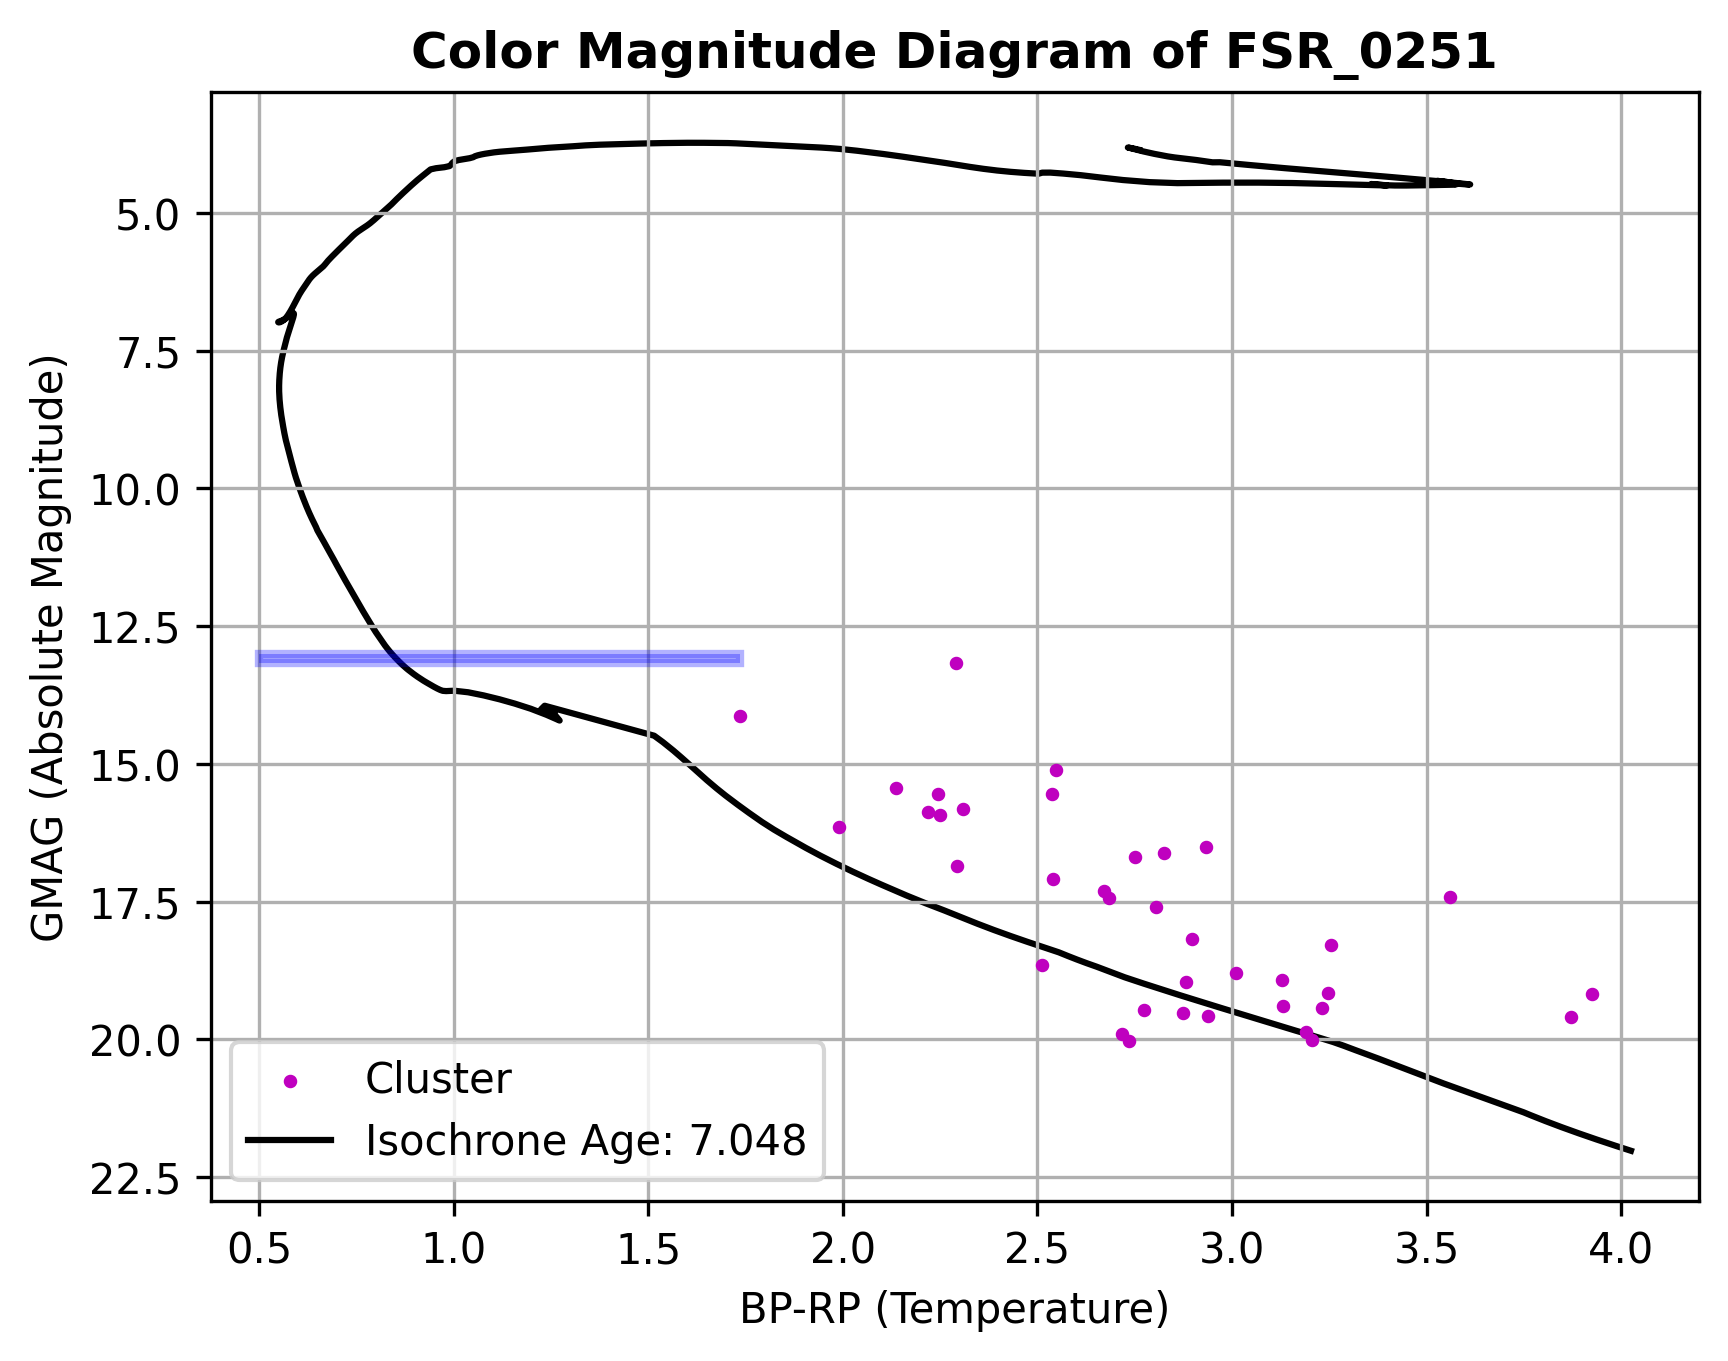 Color Magnitude Diagram of FSR_0251
GMAG (Absolute Magnitude)
5.0
7.5
10.0
12.5
15.0
17.5
20.0
22.5
Cluster
Isochrone Age: 7.048
0.5 1.0 1.5 2.0 2.5 3.0 3.5 4.0
BP-RP (Temperature)